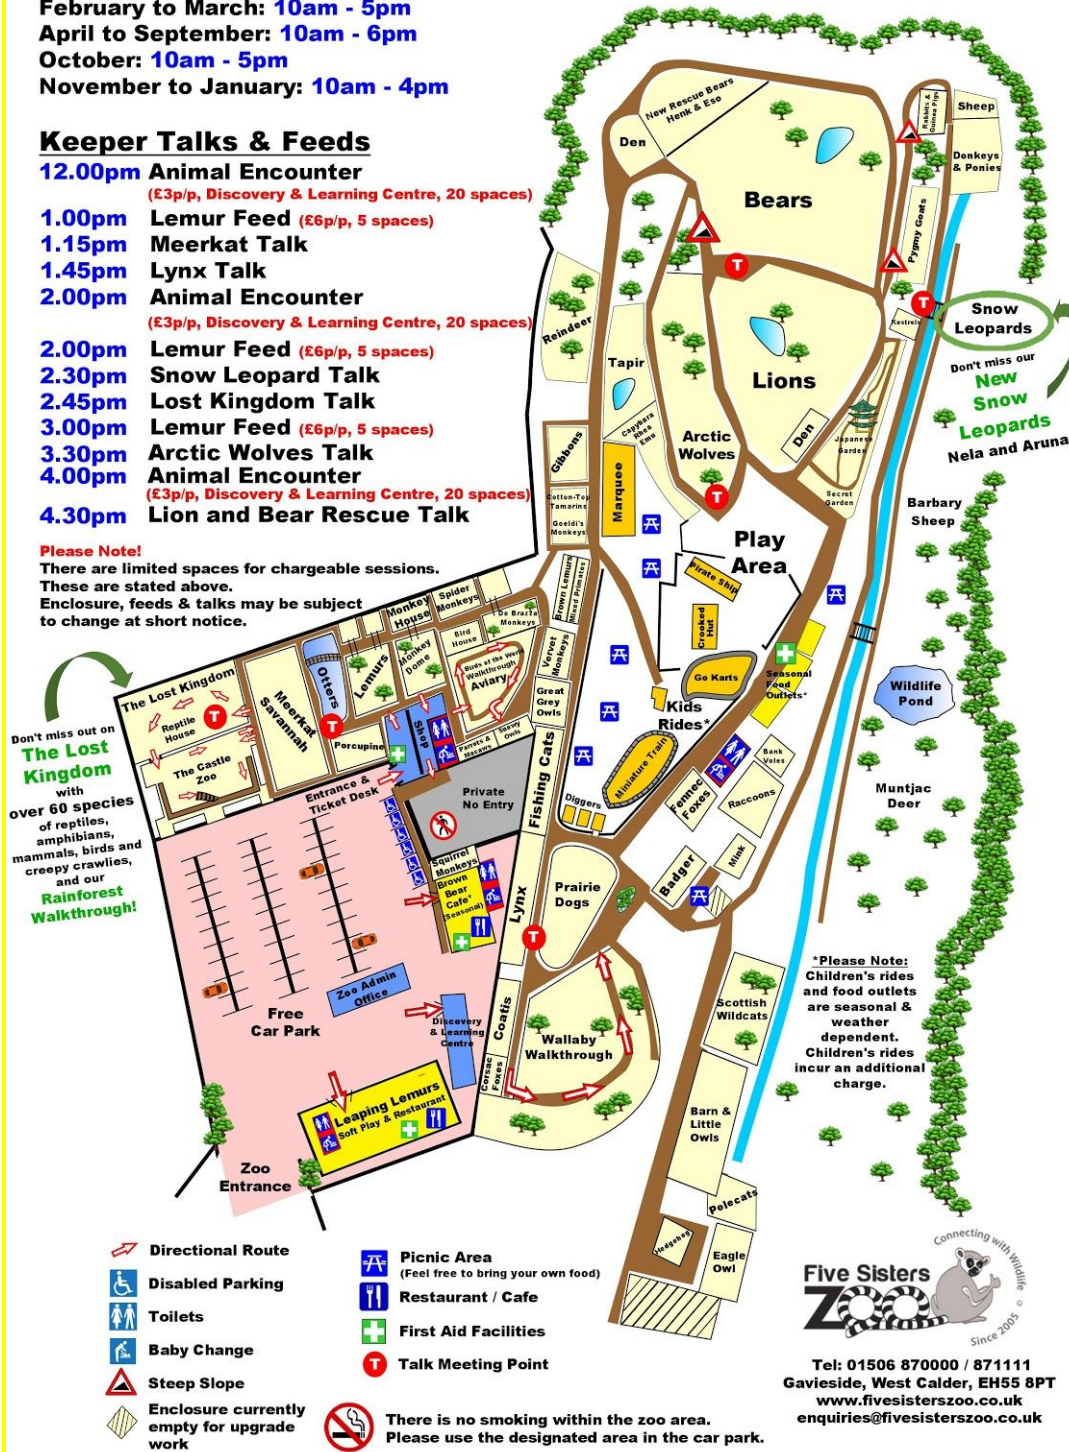 February to March: 10am - 5pm
April to September: 10am - 6pm
October: 10am - 5pm
November to January: 10am - 4pm
Keeper Talks & Feeds
12.00pm Animal Encounter
(£3p/p, Discovery & Learning Centre, 20 spaces)
1.00pm Lemur Feed (£6p/p, 5 spaces)
1.15pm Meerkat Talk
1.45pm Lynx Talk
2.00pm Animal Encounter
(£3p/p, Discovery & Learning Centre, 20 spaces)
2.00pm Lemur Feed (£6p/p, 5 spaces)
2.30pm Snow Leopard Talk
2.45pm Lost Kingdom Talk
3.00pm Lemur Feed (£6p/p, 5 spaces)
3.30pm Arctic Wolves Talk
4.00pm Animal Encounter
(£3p/p, Discovery & Learning Centre, 20 spaces)
4.30pm Lion and Bear Rescue Talk
Please Note!
There are limited spaces for chargeable sessions.
These are stated above.
Enclosure, feeds & talks may be subject
to change at short notice.
New Rescue Bears
Henk & Eso
Den
Bears
T
Rabbits &
Guinea Pigs
Sheep
Donkeys
& Ponies
Pygmy Goats
T
Kestrels
Snow
Leopards
Don't miss our
New
Snow
Leopards
Nela and Aruna
Reindeer
Tapir
Capybara
Rhea
Emu
Arctic
Wolves
T
Lions
Den
Japanese
Garden
Secret
Garden
Barbary
Sheep
Gibbons
Cotton-Top
Tamarins
Goeldi's
Monkeys
Marquee
Play
Area
Pirate Ship
Crooked
Hut
Go Karts
Kids
Rides*
Miniature Train
Diggers
Seasonal
Food
Outlets*
Wildlife
Pond
Muntjac
Deer
Brown Lemurs
Mixed Primates
Vervet
Monkeys
Great
Grey
Owls
Fishing Cats
Monkey
House
Spider
Monkeys
De Brazza
Monkeys
Bird
House
Monkey
Dome
Birds of the World
Walkthrough
Aviary
Lemurs
Otters
T
Porcupine
Meerkat
Savannah
The Lost Kingdom
T
Reptile
House
The Castle
Zoo
Shop
Parrots &
Macaws
Snowy
Owls
Entrance &
Ticket Desk
Private
No Entry
Don't miss out on
The Lost
Kingdom
with
over 60 species
of reptiles,
amphibians,
mammals, birds and
creepy crawlies,
and our
Rainforest
Walkthrough!
Squirrel
Monkeys
Brown
Bear
Cafe*
(Seasonal)
Lynx
T
Prairie
Dogs
Fennec
Foxes
Bank
Voles
Raccoons
Mink
Badger
Free
Car Park
Zoo Admin
Office
Discovery
& Learning
Centre
Coatis
Corsac
Foxes
Wallaby
Walkthrough
Leaping Lemurs
Soft Play & Restaurant
Zoo
Entrance
Scottish
Wildcats
Barn &
Little
Owls
Polecats
Hedgehog
Eagle
Owl
*Please Note:
Children's rides
and food outlets
are seasonal &
weather
dependent.
Children's rides
incur an additional
charge.
Directional Route
Disabled Parking
Toilets
Baby Change
Steep Slope
Enclosure currently
empty for upgrade
work
Picnic Area
(Feel free to bring your own food)
Restaurant / Cafe
First Aid Facilities
T Talk Meeting Point
There is no smoking within the zoo area.
Please use the designated area in the car park.
Five Sisters
ZOO
Connecting with Wildlife
Since 2005 ©
Tel: 01506 870000 / 871111
Gavieside, West Calder, EH55 8PT
www.fivesisterszoo.co.uk
enquiries@fivesisterszoo.co.uk